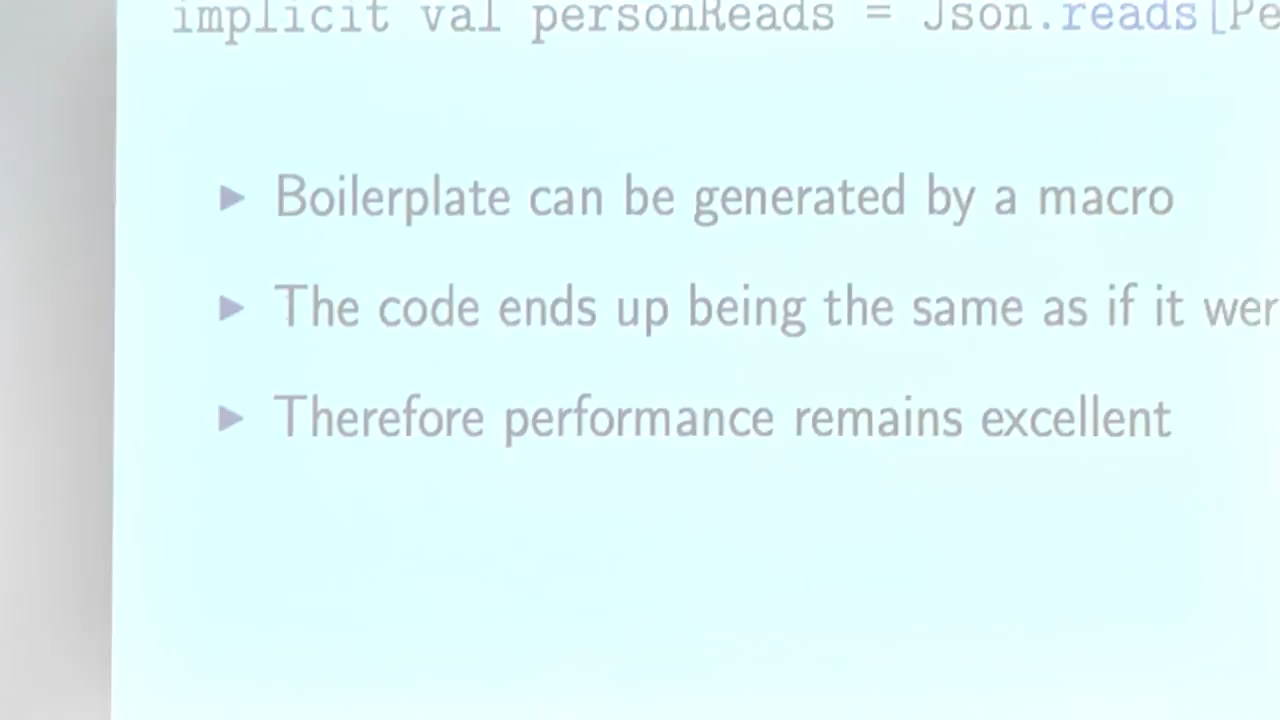 implicit val personReads = Json.reads[Pe
▶ Boilerplate can be generated by a macro
▶ The code ends up being the same as if it wer
▶ Therefore performance remains excellent